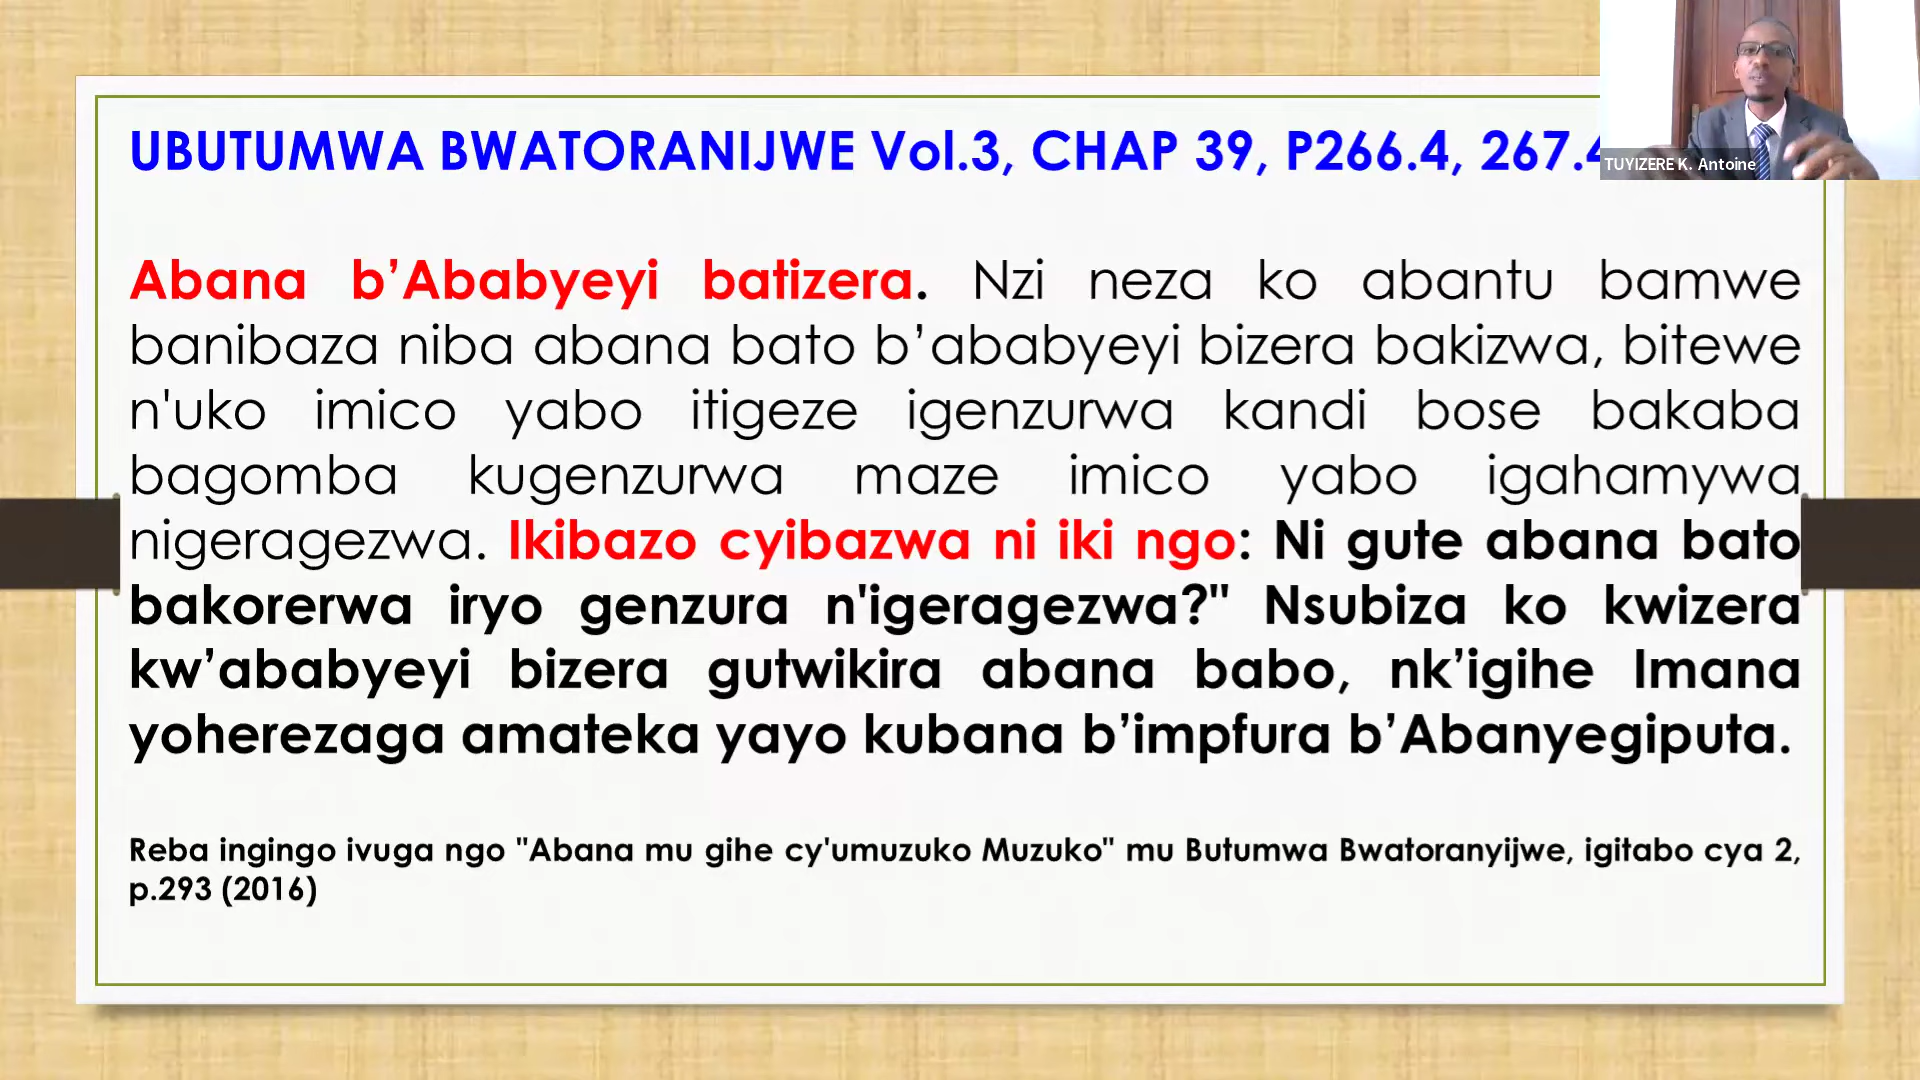 UBUTUMWA BWATORANIJWE Vol.3, CHAP 39, P266.4, 267.4
TUYIZERE K. Antoine
Abana b’Ababyeyi batizera. Nzi neza ko abantu bamwe
banibaza niba abana bato b’ababyeyi bizera bakizwa, bitewe
n'uko imico yabo itigeze igenzurwa kandi bose bakaba
bagomba kugenzurwa maze imico yabo igahamywa
nigeragezwa. Ikibazo cyibazwa ni iki ngo: Ni gute abana bato
bakorerwa iryo genzura n'igeragezwa?" Nsubiza ko kwizera
kw’ababyeyi bizera gutwikira abana babo, nk’igihe Imana
yoherezaga amateka yayo kubana b’impfura b’Abanyegiputa.
Reba ingingo ivuga ngo "Abana mu gihe cy'umuzuko Muzuko" mu Butumwa Bwatoranyijwe, igitabo cya 2,
p.293 (2016)